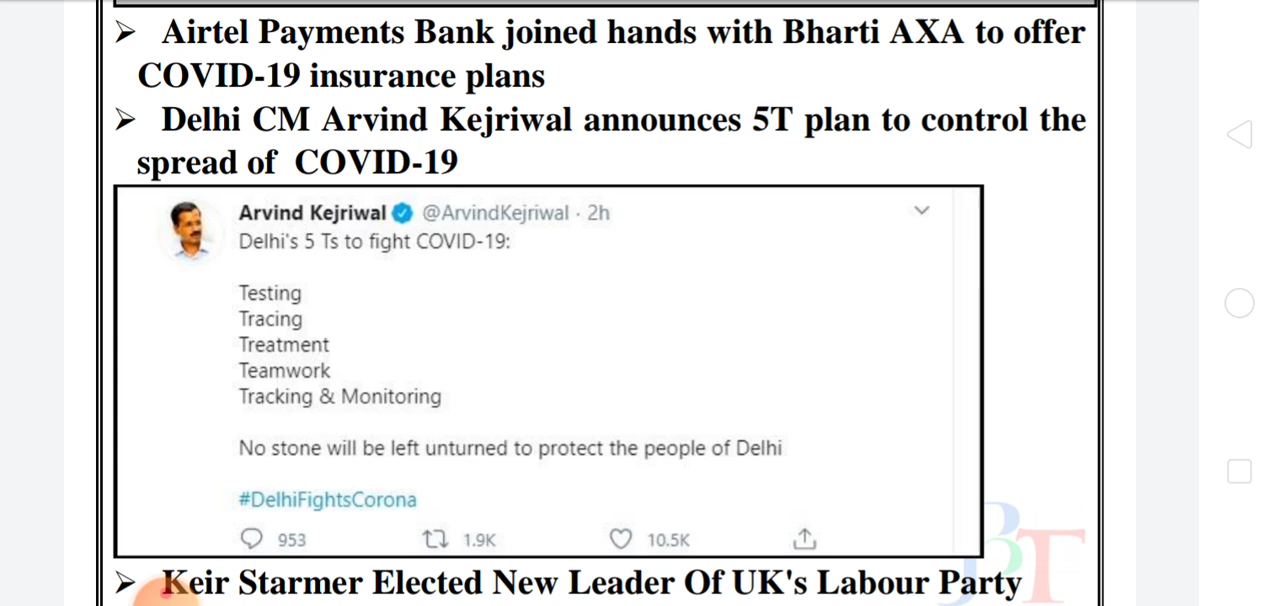 ➢ Airtel Payments Bank joined hands with Bharti AXA to offer
COVID-19 insurance plans
➢ Delhi CM Arvind Kejriwal announces 5T plan to control the
spread of COVID-19
Arvind Kejriwal @ArvindKejriwal · 2h
Delhi's 5 Ts to fight COVID-19:
Testing
Tracing
Treatment
Teamwork
Tracking & Monitoring
No stone will be left unturned to protect the people of Delhi
#DelhiFightsCorona
953 1.9K 10.5K
➢ Keir Starmer Elected New Leader Of UK's Labour Party